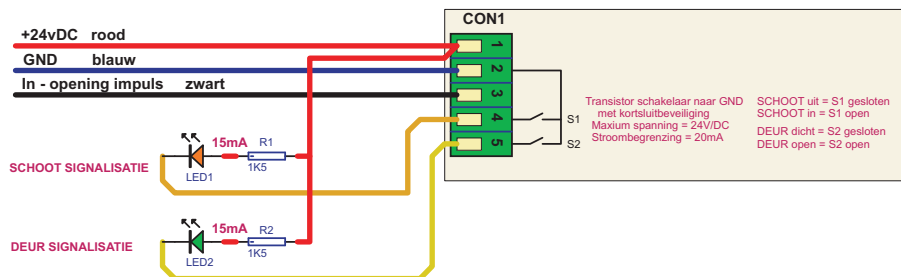 CON1
+24vDC rood
GND blauw
In - opening impuls zwart
1
2
3
4
5
S1
S2
Transistor schakelaar naar GND
met kortsluitbeveiliging
Maxium spanning = 24V/DC
Stroombegrenzing = 20mA
SCHOOT uit = S1 gesloten
SCHOOT in = S1 open
DEUR dicht = S2 gesloten
DEUR open = S2 open
15mA
R1
1K5
LED1
SCHOOT SIGNALISATIE
15mA
R2
1K5
LED2
DEUR SIGNALISATIE